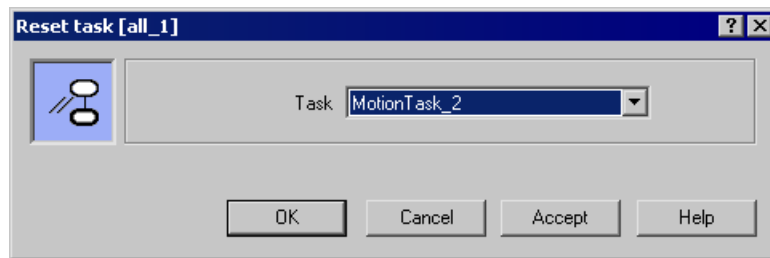 Reset task [all_1]
Task MotionTask_2
OK Cancel Accept Help